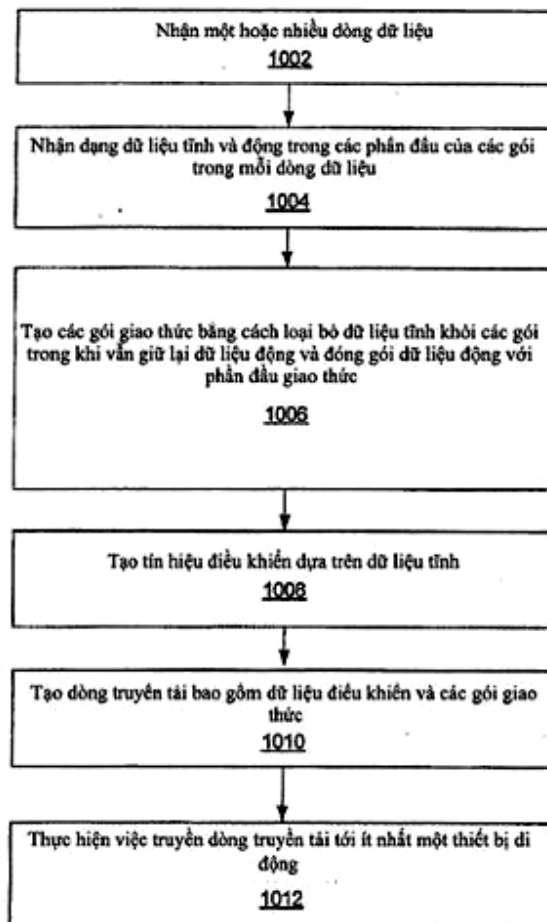 Nhận một hoặc nhiều dòng dữ liệu
1002
Nhận dạng dữ liệu tĩnh và động trong các phần đầu của các gói
trong mỗi dòng dữ liệu
1004
Tạo các gói giao thức bằng cách loại bỏ dữ liệu tĩnh khỏi các gói
trong khi vẫn giữ lại dữ liệu động và đóng gói dữ liệu động với
phần đầu giao thức
1006
Tạo tín hiệu điều khiển dựa trên dữ liệu tĩnh
1008
Tạo dòng truyền tải bao gồm dữ liệu điều khiển và các gói giao
thức
1010
Thực hiện việc truyền dòng truyền tải tới ít nhất một thiết bị di
động
1012